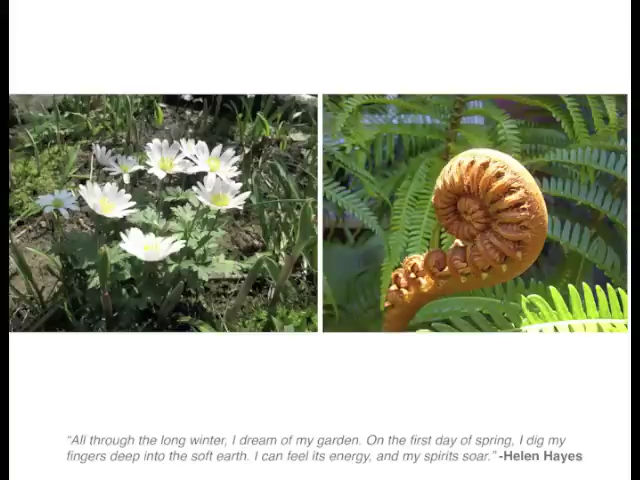 “All through the long winter, I dream of my garden. On the first day of spring, I dig my
fingers deep into the soft earth. I can feel its energy, and my spirits soar.” -Helen Hayes